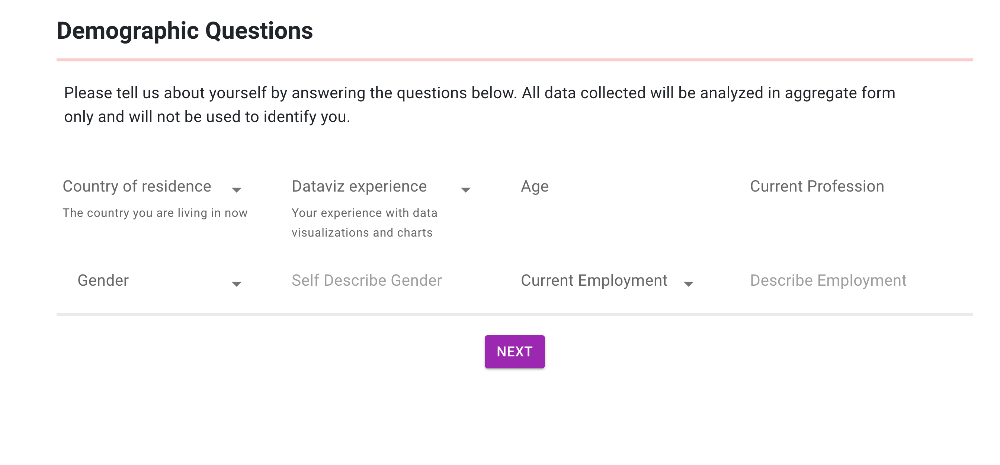 Demographic Questions
Please tell us about yourself by answering the questions below. All data collected will be analyzed in aggregate form
only and will not be used to identify you.
Country of residence
The country you are living in now
Dataviz experience
Your experience with data
visualizations and charts
Age
Current Profession
Gender
Self Describe Gender
Current Employment
Describe Employment
NEXT